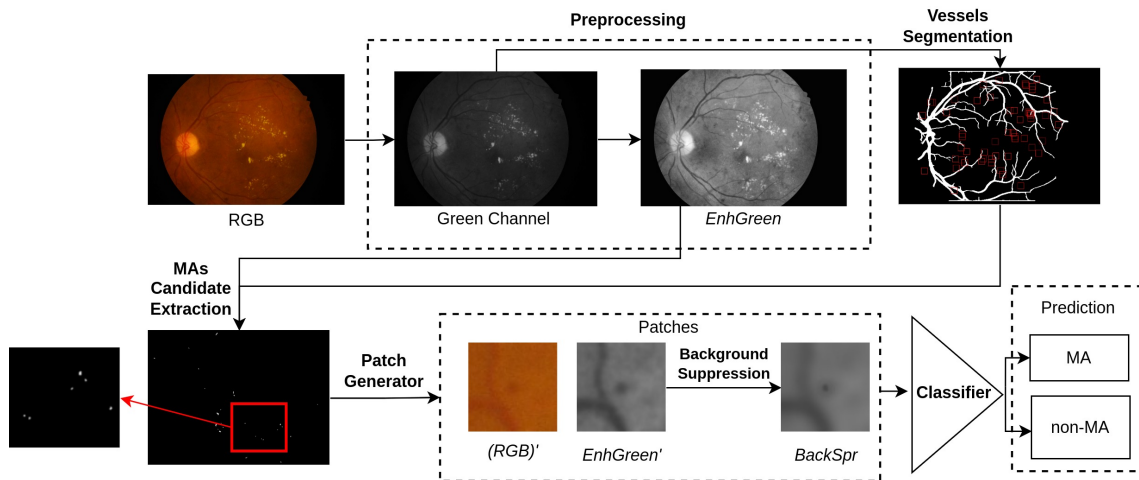 Preprocessing
Vessels
Segmentation
RGB
Green Channel
EnhGreen
MAs
Candidate
Extraction
Patch
Generator
Patches
Background
Suppression
(RGB)'
EnhGreen'
BackSpr
Classifier
Prediction
MA
non-MA